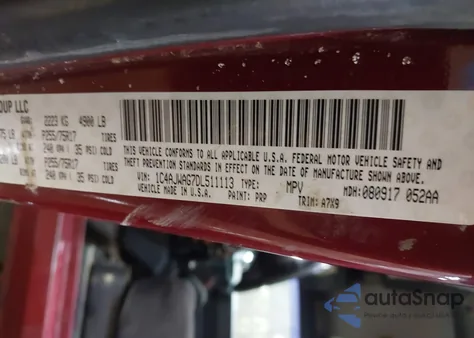 OUP LLC
2223 KG 4900 LB
75 LB P255/75R17 TIRES
240 KPA ( 35 PSI) COLD
P255/75R17 TIRES
240 KPA ( 35 PSI) COLD
THIS VEHICLE CONFORMS TO ALL APPLICABLE U.S.A. FEDERAL MOTOR VEHICLE SAFETY AND
THEFT PREVENTION STANDARDS IN EFFECT ON THE DATE OF MANUFACTURE SHOWN ABOVE.
VEHICLE MADE IN U.S.A.
VIN: 1C4AJWAG7DL511113 TYPE: MPV MDH:080917 052AA
PAINT: PRP TRIM: A7X9
autoSnap